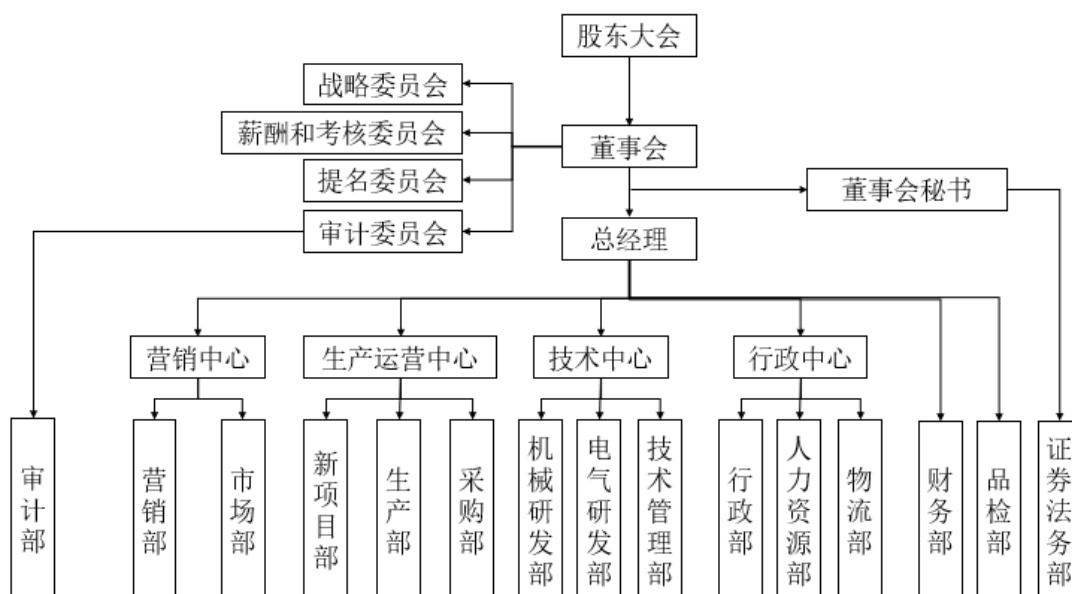 股东大会
战略委员会
薪酬和考核委员会
董事会
提名委员会
董事会秘书
审计委员会
总经理
营销中心
生产运营中心
技术中心
行政中心
审计部
营销部
市场部
新项目部
生产部
采购部
机械研发部
电气研发部
技术管理部
行政部
人力资源部
物流部
财务部
品检部
证券法务部